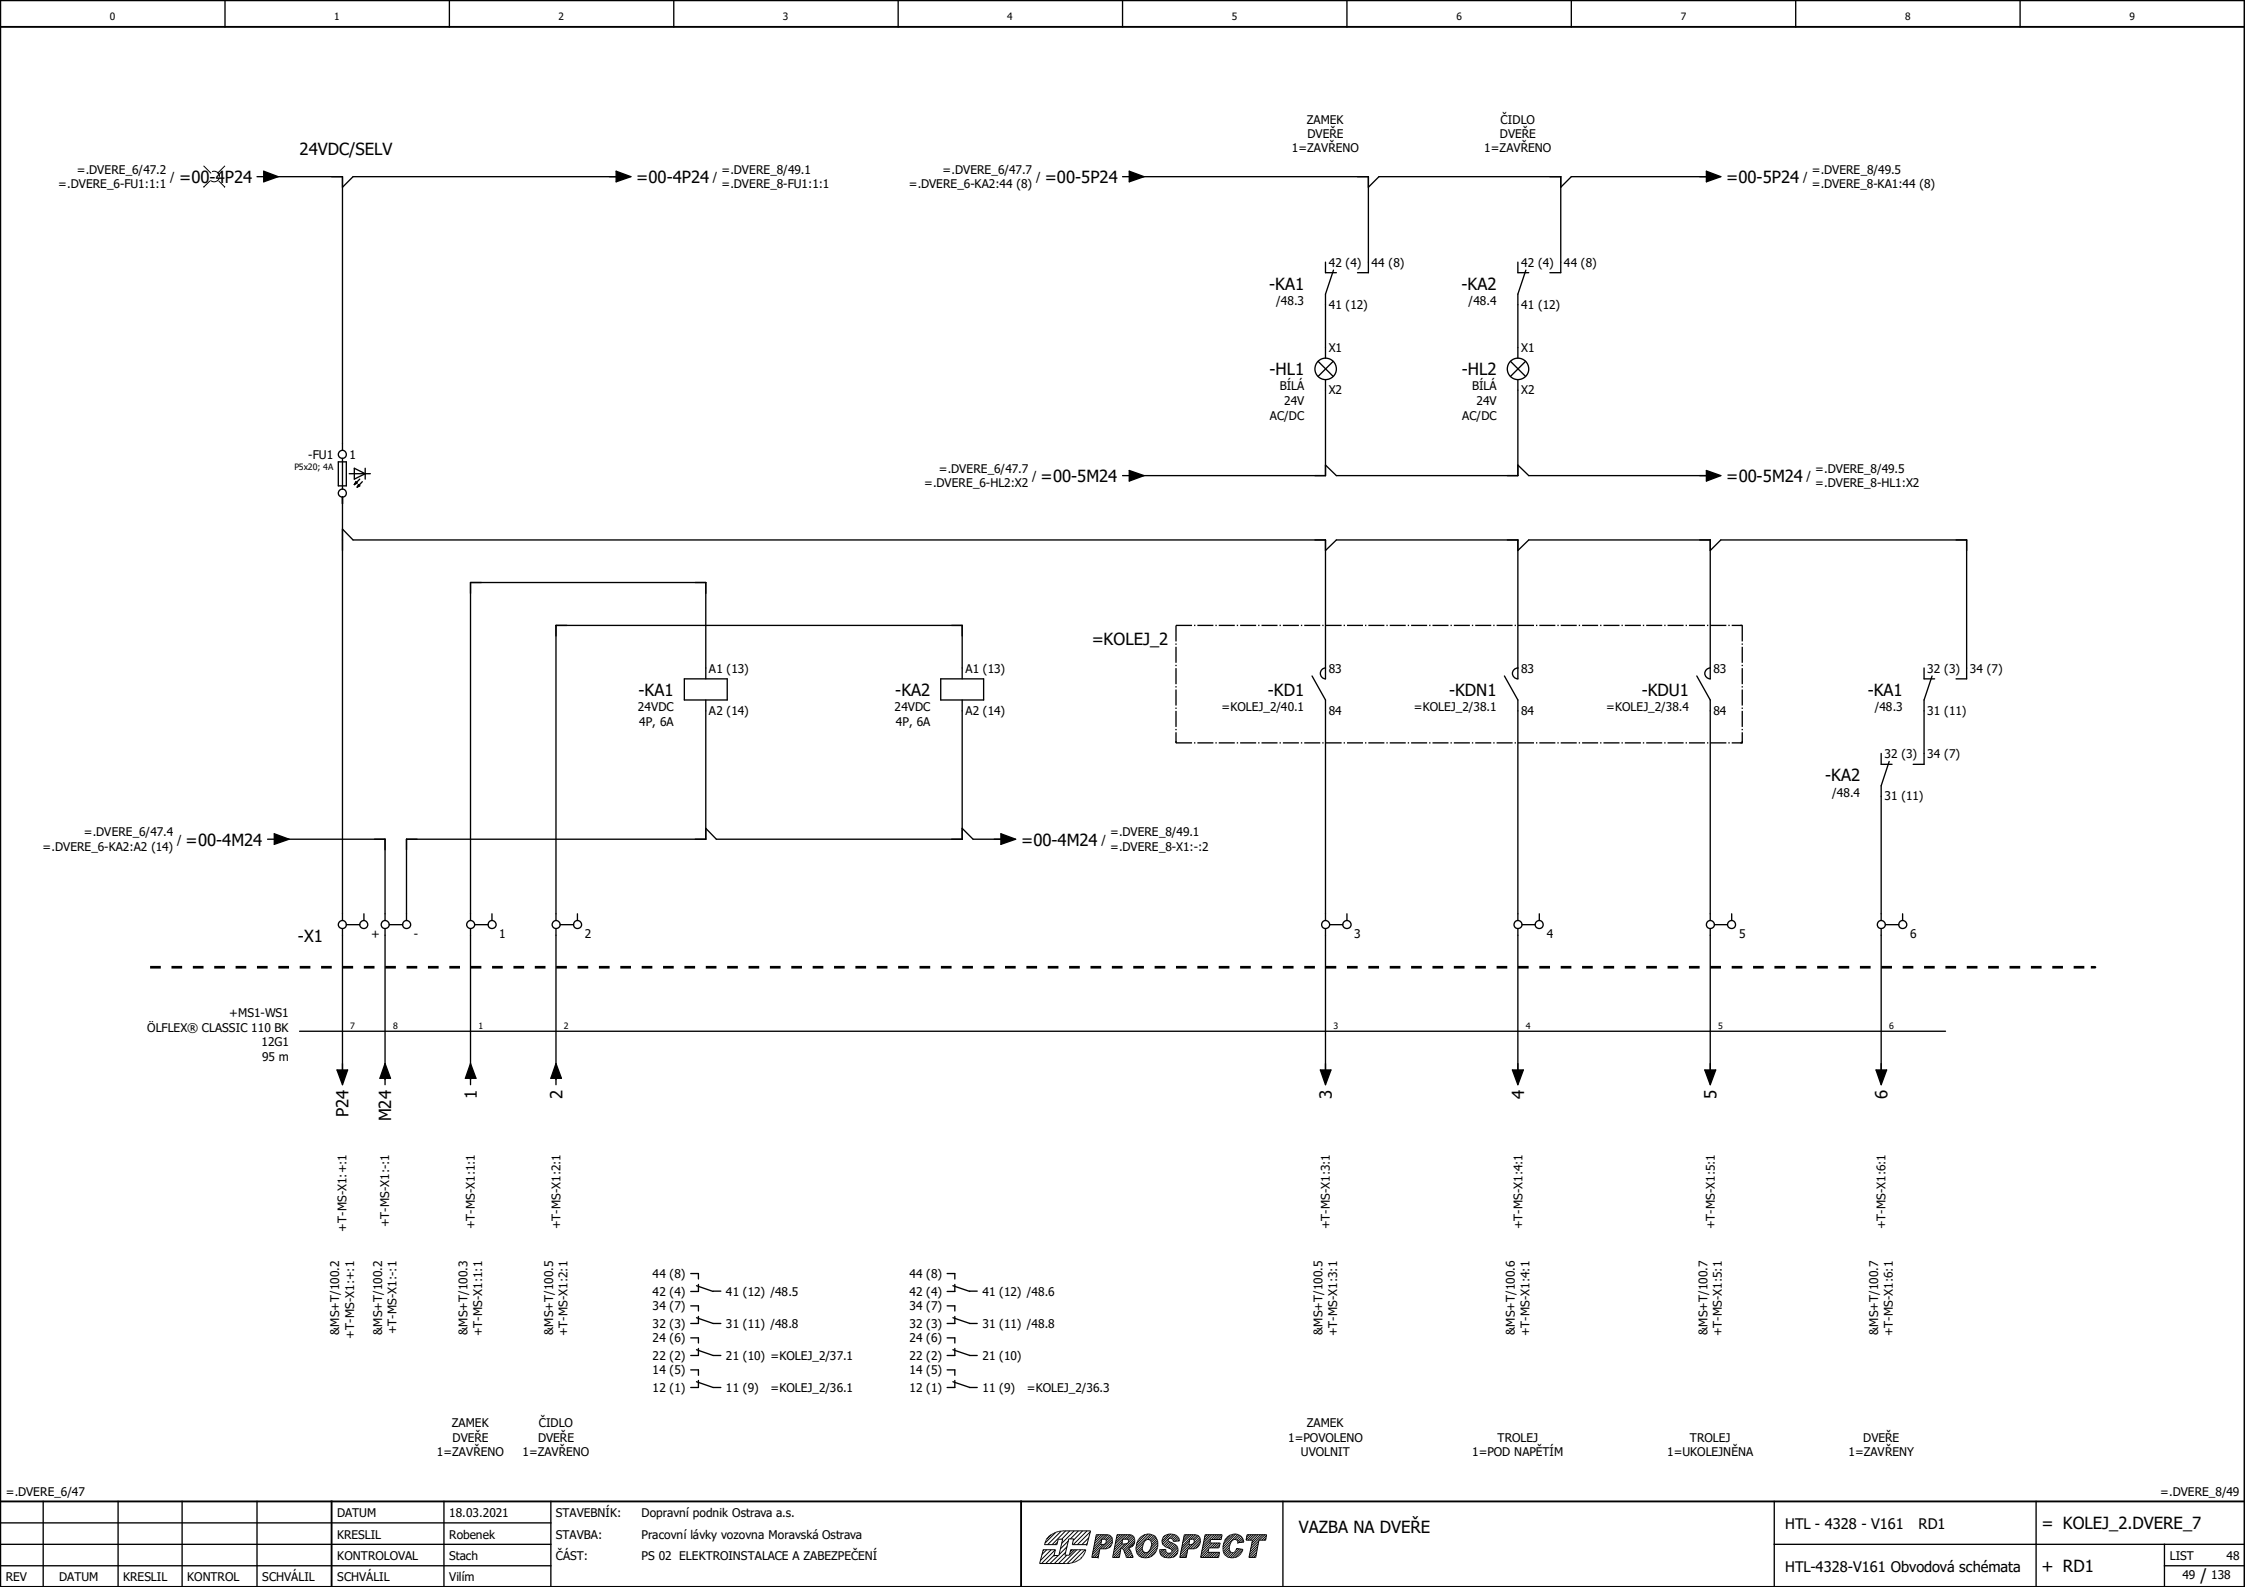 0 1 2 3 4 5 6 7 8 9
ZAMEK
DVEŘE
1=ZAVŘENO
ČIDLO
DVEŘE
1=ZAVŘENO
24VDC/SELV
=.DVERE_6/47.2
=.DVERE_6-FU1:1:1 / =00-4P24
=00-4P24 / =.DVERE_8/49.1
=.DVERE_8-FU1:1:1
=.DVERE_6/47.7
=.DVERE_6-KA2:44 (8) / =00-5P24
=00-5P24 / =.DVERE_8/49.5
=.DVERE_8-KA1:44 (8)
42 (4) 44 (8)
-KA1
/48.3
41 (12)
42 (4) 44 (8)
-KA2
/48.4
41 (12)
X1
-HL1
BÍLÁ
24V
AC/DC
X2
X1
-HL2
BÍLÁ
24V
AC/DC
X2
-FU1 1
P5x20; 4A
=.DVERE_6/47.7
=.DVERE_6-HL2:X2 / =00-5M24
=00-5M24 / =.DVERE_8/49.5
=.DVERE_8-HL1:X2
=KOLEJ_2
A1 (13)
-KA1
24VDC
4P, 6A
A2 (14)
A1 (13)
-KA2
24VDC
4P, 6A
A2 (14)
83
-KD1
=KOLEJ_2/40.1
84
83
-KDN1
=KOLEJ_2/38.1
84
83
-KDU1
=KOLEJ_2/38.4
84
32 (3) 34 (7)
-KA1
/48.3
31 (11)
32 (3) 34 (7)
-KA2
/48.4
31 (11)
=.DVERE_6/47.4
=.DVERE_6-KA2:A2 (14) / =00-4M24
=00-4M24 / =.DVERE_8/49.1
=.DVERE_8-X1:-:2
-X1 + - 1 2 3 4 5 6
+MS1-WS1
ÖLFLEX® CLASSIC 110 BK
12G1
95 m
7 8 1 2 3 4 5 6
P24 M24 1 2 3 4 5 6
+T-MS-X1:+:1
+T-MS-X1:-:1
+T-MS-X1:1:1
+T-MS-X1:2:1
+T-MS-X1:3:1
+T-MS-X1:4:1
+T-MS-X1:5:1
+T-MS-X1:6:1
&MS+T/100.2
+T-MS-X1:+:1
&MS+T/100.2
+T-MS-X1:-:1
&MS+T/100.3
+T-MS-X1:1:1
&MS+T/100.5
+T-MS-X1:2:1
&MS+T/100.5
+T-MS-X1:3:1
&MS+T/100.6
+T-MS-X1:4:1
&MS+T/100.7
+T-MS-X1:5:1
&MS+T/100.7
+T-MS-X1:6:1
44 (8)
42 (4) 41 (12) /48.5
34 (7)
32 (3) 31 (11) /48.8
24 (6)
22 (2) 21 (10) =KOLEJ_2/37.1
14 (5)
12 (1) 11 (9) =KOLEJ_2/36.1
44 (8)
42 (4) 41 (12) /48.6
34 (7)
32 (3) 31 (11) /48.8
24 (6)
22 (2) 21 (10)
14 (5)
12 (1) 11 (9) =KOLEJ_2/36.3
ZAMEK
DVEŘE
1=ZAVŘENO
ČIDLO
DVEŘE
1=ZAVŘENO
ZAMEK
1=POVOLENO
UVOLNIT
TROLEJ
1=POD NAPĚTÍM
TROLEJ
1=UKOLEJNĚNA
DVEŘE
1=ZAVŘENY
=.DVERE_6/47
=.DVERE_8/49
DATUM 18.03.2021
KRESLIL Robenek
KONTROLOVAL Stach
REV DATUM KRESLIL KONTROL SCHVÁLIL SCHVÁLIL Vilím
STAVEBNÍK: Dopravní podnik Ostrava a.s.
STAVBA: Pracovní lávky vozovna Moravská Ostrava
ČÁST: PS 02 ELEKTROINSTALACE A ZABEZPEČENÍ
PROSPECT
VAZBA NA DVEŘE
HTL - 4328 - V161 RD1
HTL-4328-V161 Obvodová schémata
= KOLEJ_2.DVERE_7
+ RD1
LIST 48
49 / 138